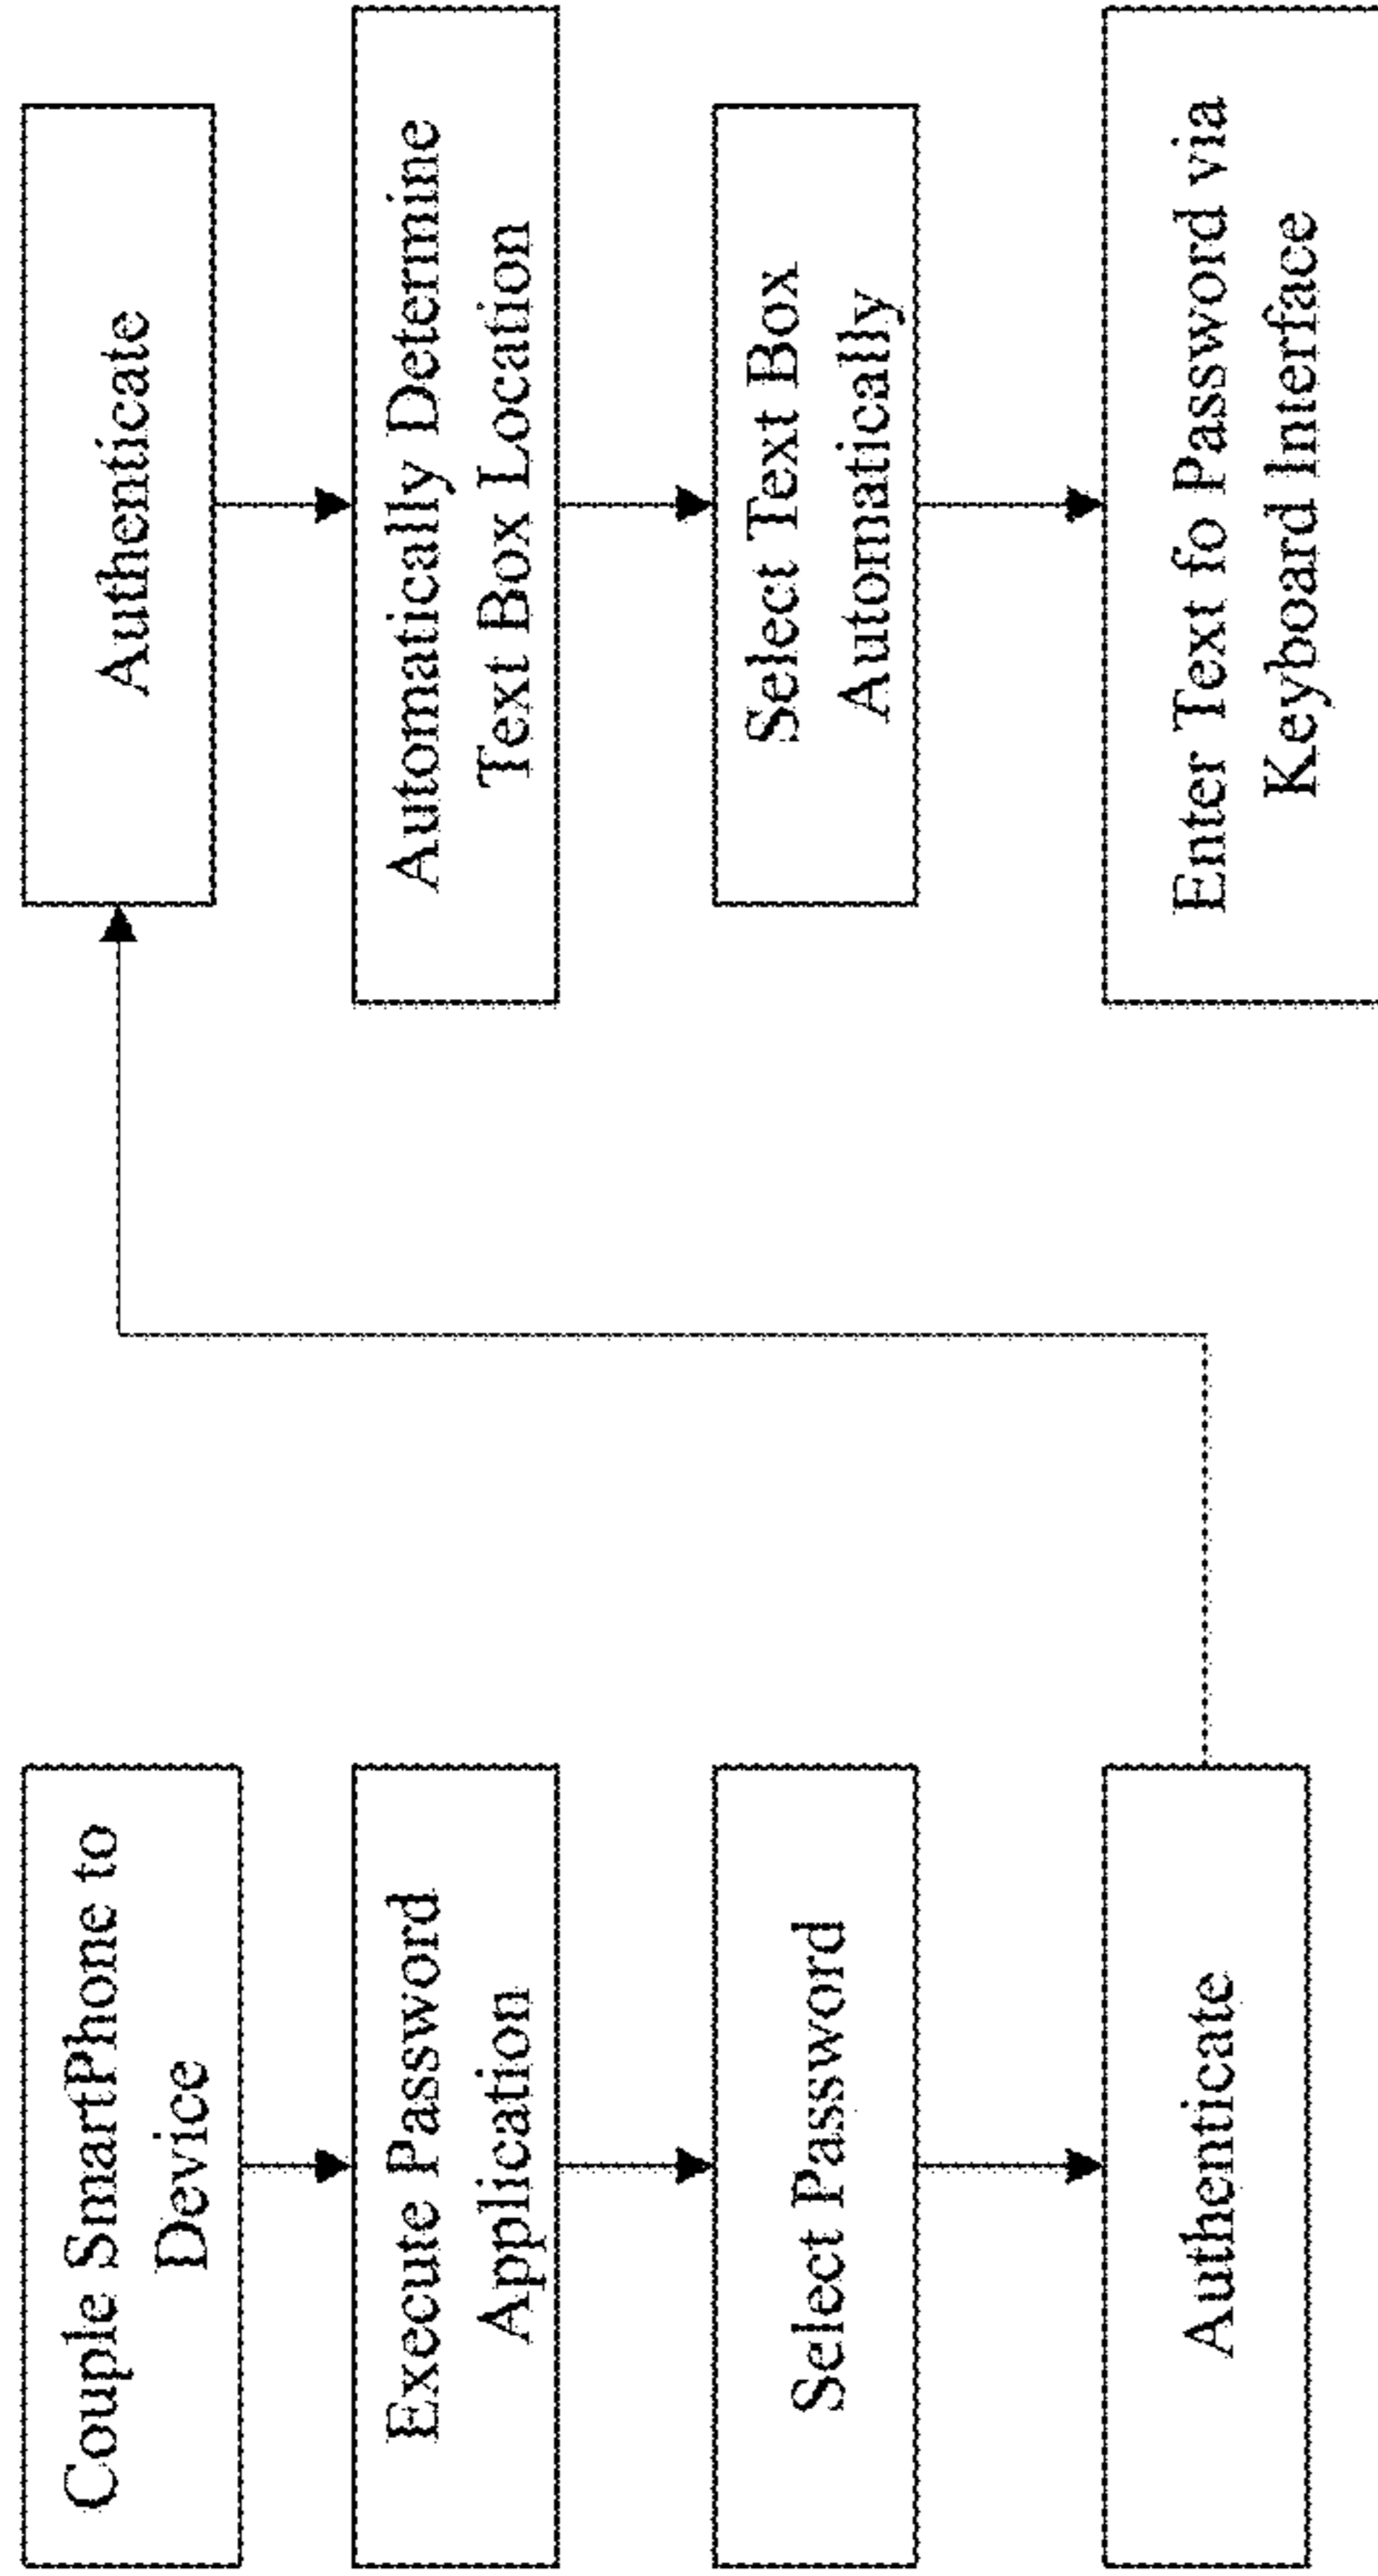 Couple SmartPhone to
Device
Execute Password
Application
Select Password
Authenticate
Authenticate
Automatically Determine
Text Box Location
Select Text Box
Automatically
Enter Text fo Password via
Keyboard Interface